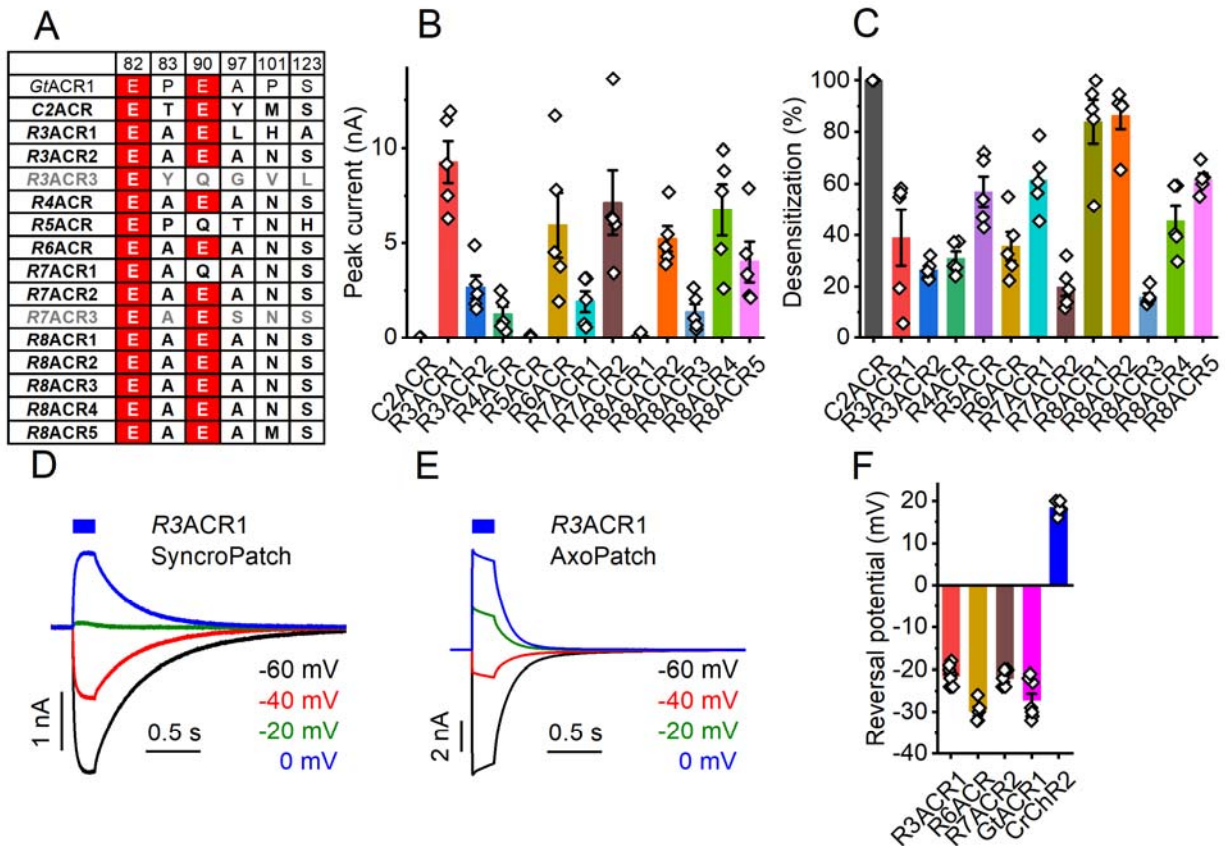 A
82 83 90 97 101 123
GtACR1 E P E A P S
C2ACR E T E Y M S
R3ACR1 E A E L H A
R3ACR2 E A E A N S
R3ACR3 E Y Q G V L
R4ACR E A E A N S
R5ACR E P Q T N H
R6ACR E A E A N S
R7ACR1 E A Q A N S
R7ACR2 E A E A N S
R7ACR3 E A E S N S
R8ACR1 E A E A N S
R8ACR2 E A E A N S
R8ACR3 E A E A N S
R8ACR4 E A E A N S
R8ACR5 E A E A M S
B
Peak current (nA)
10
5
0
C2ACR
R3ACR1
R3ACR2
R4ACR
R5ACR
R6ACR
R7ACR1
R7ACR2
R8ACR1
R8ACR2
R8ACR3
R8ACR4
R8ACR5
C
Desensitization (%)
100
80
60
40
20
0
C2ACR
R3ACR1
R3ACR2
R4ACR
R5ACR
R6ACR
R7ACR1
R7ACR2
R8ACR1
R8ACR2
R8ACR3
R8ACR4
R8ACR5
D
R3ACR1
SyncroPatch
-60 mV
-40 mV
-20 mV
0 mV
1 nA
0.5 s
E
R3ACR1
AxoPatch
-60 mV
-40 mV
-20 mV
0 mV
2 nA
0.5 s
F
Reversal potential (mV)
20
10
0
-10
-20
-30
-40
R3ACR1
R6ACR
R7ACR2
GtACR1
CrChR2